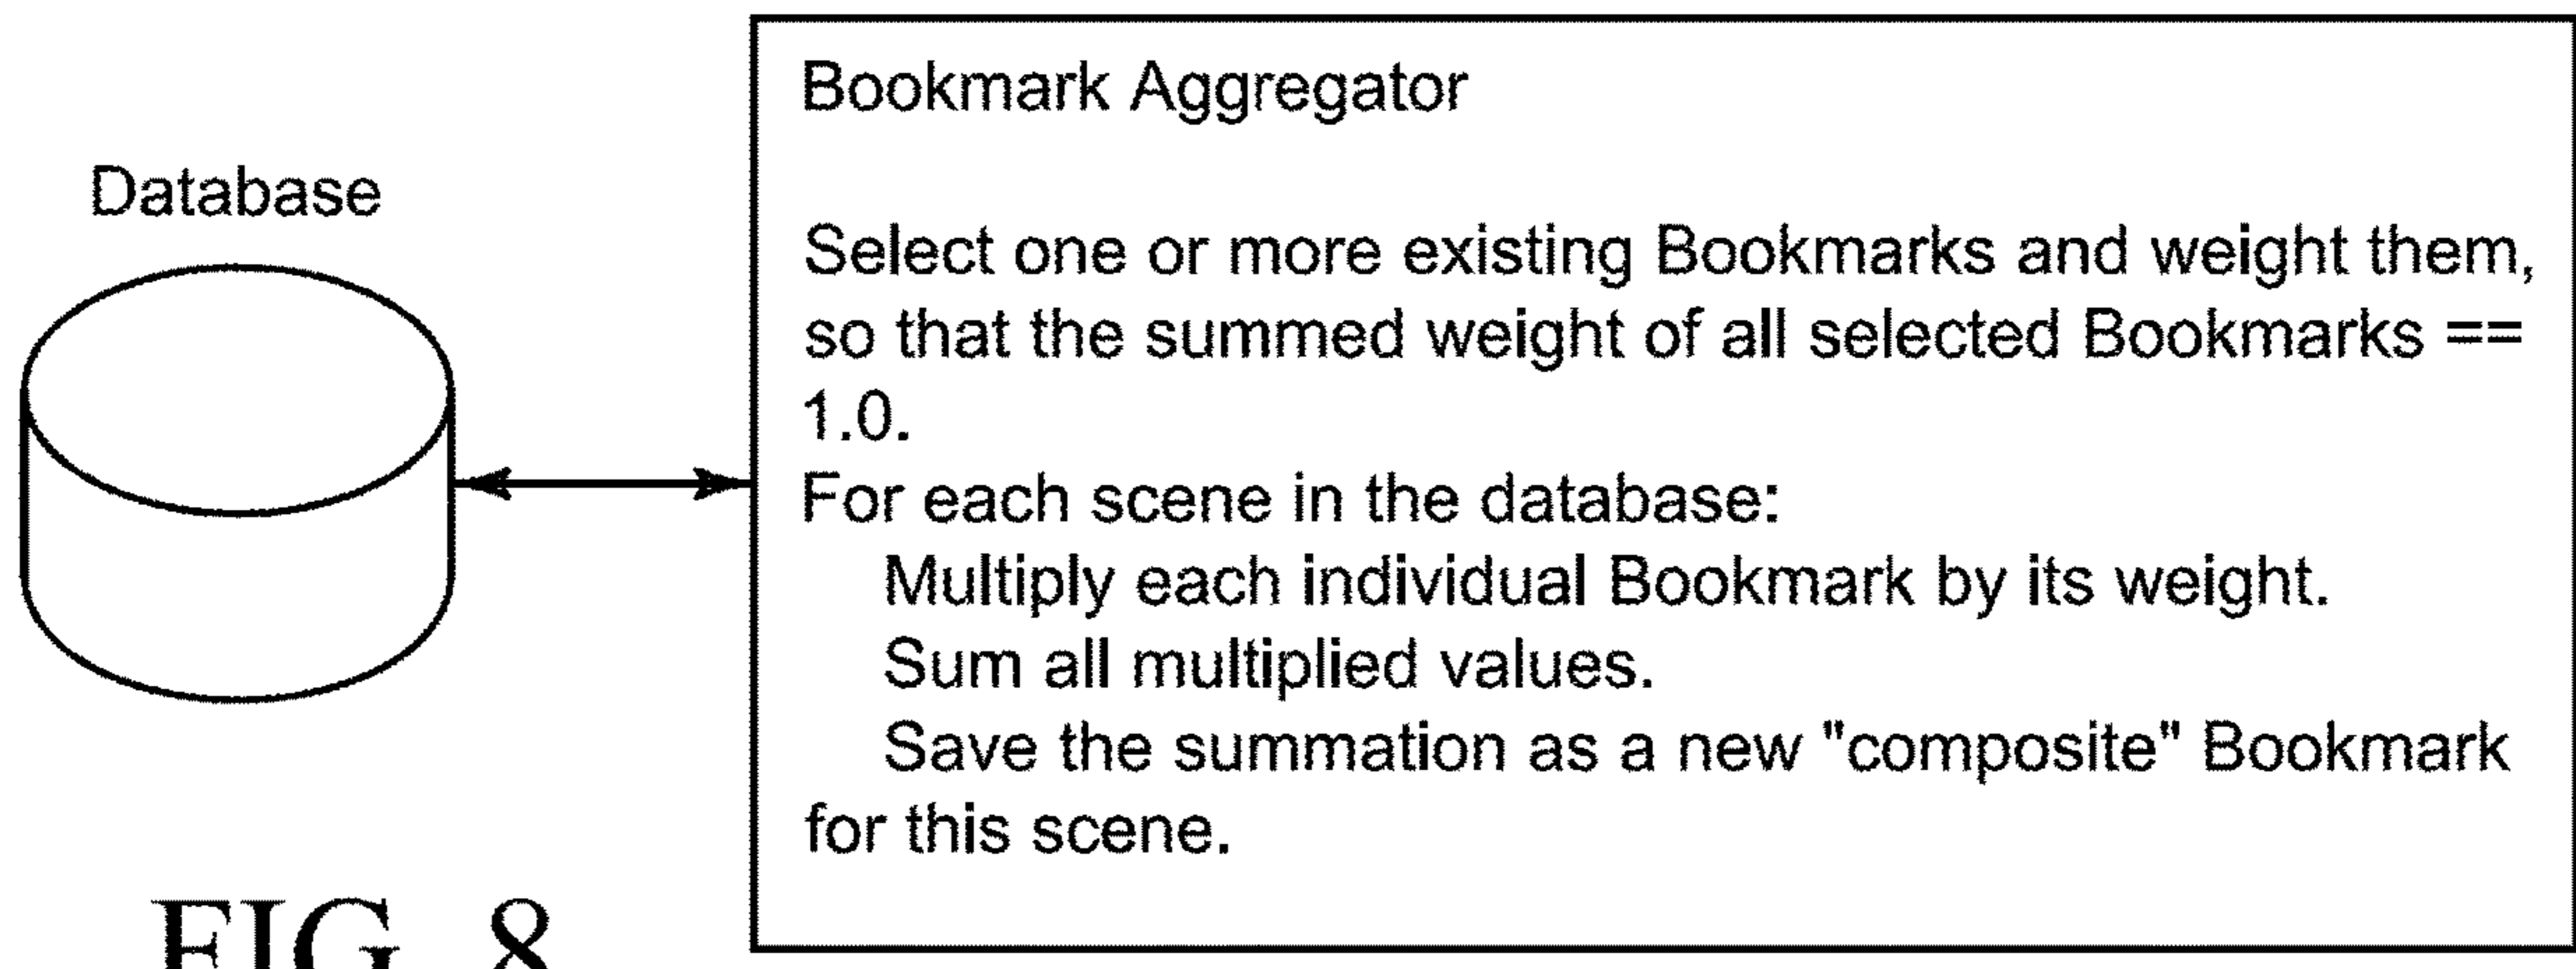 Database
Bookmark Aggregator
Select one or more existing Bookmarks and weight them,
so that the summed weight of all selected Bookmarks ==
1.0.
For each scene in the database:
Multiply each individual Bookmark by its weight.
Sum all multiplied values.
Save the summation as a new "composite" Bookmark
for this scene.
FIG. 8